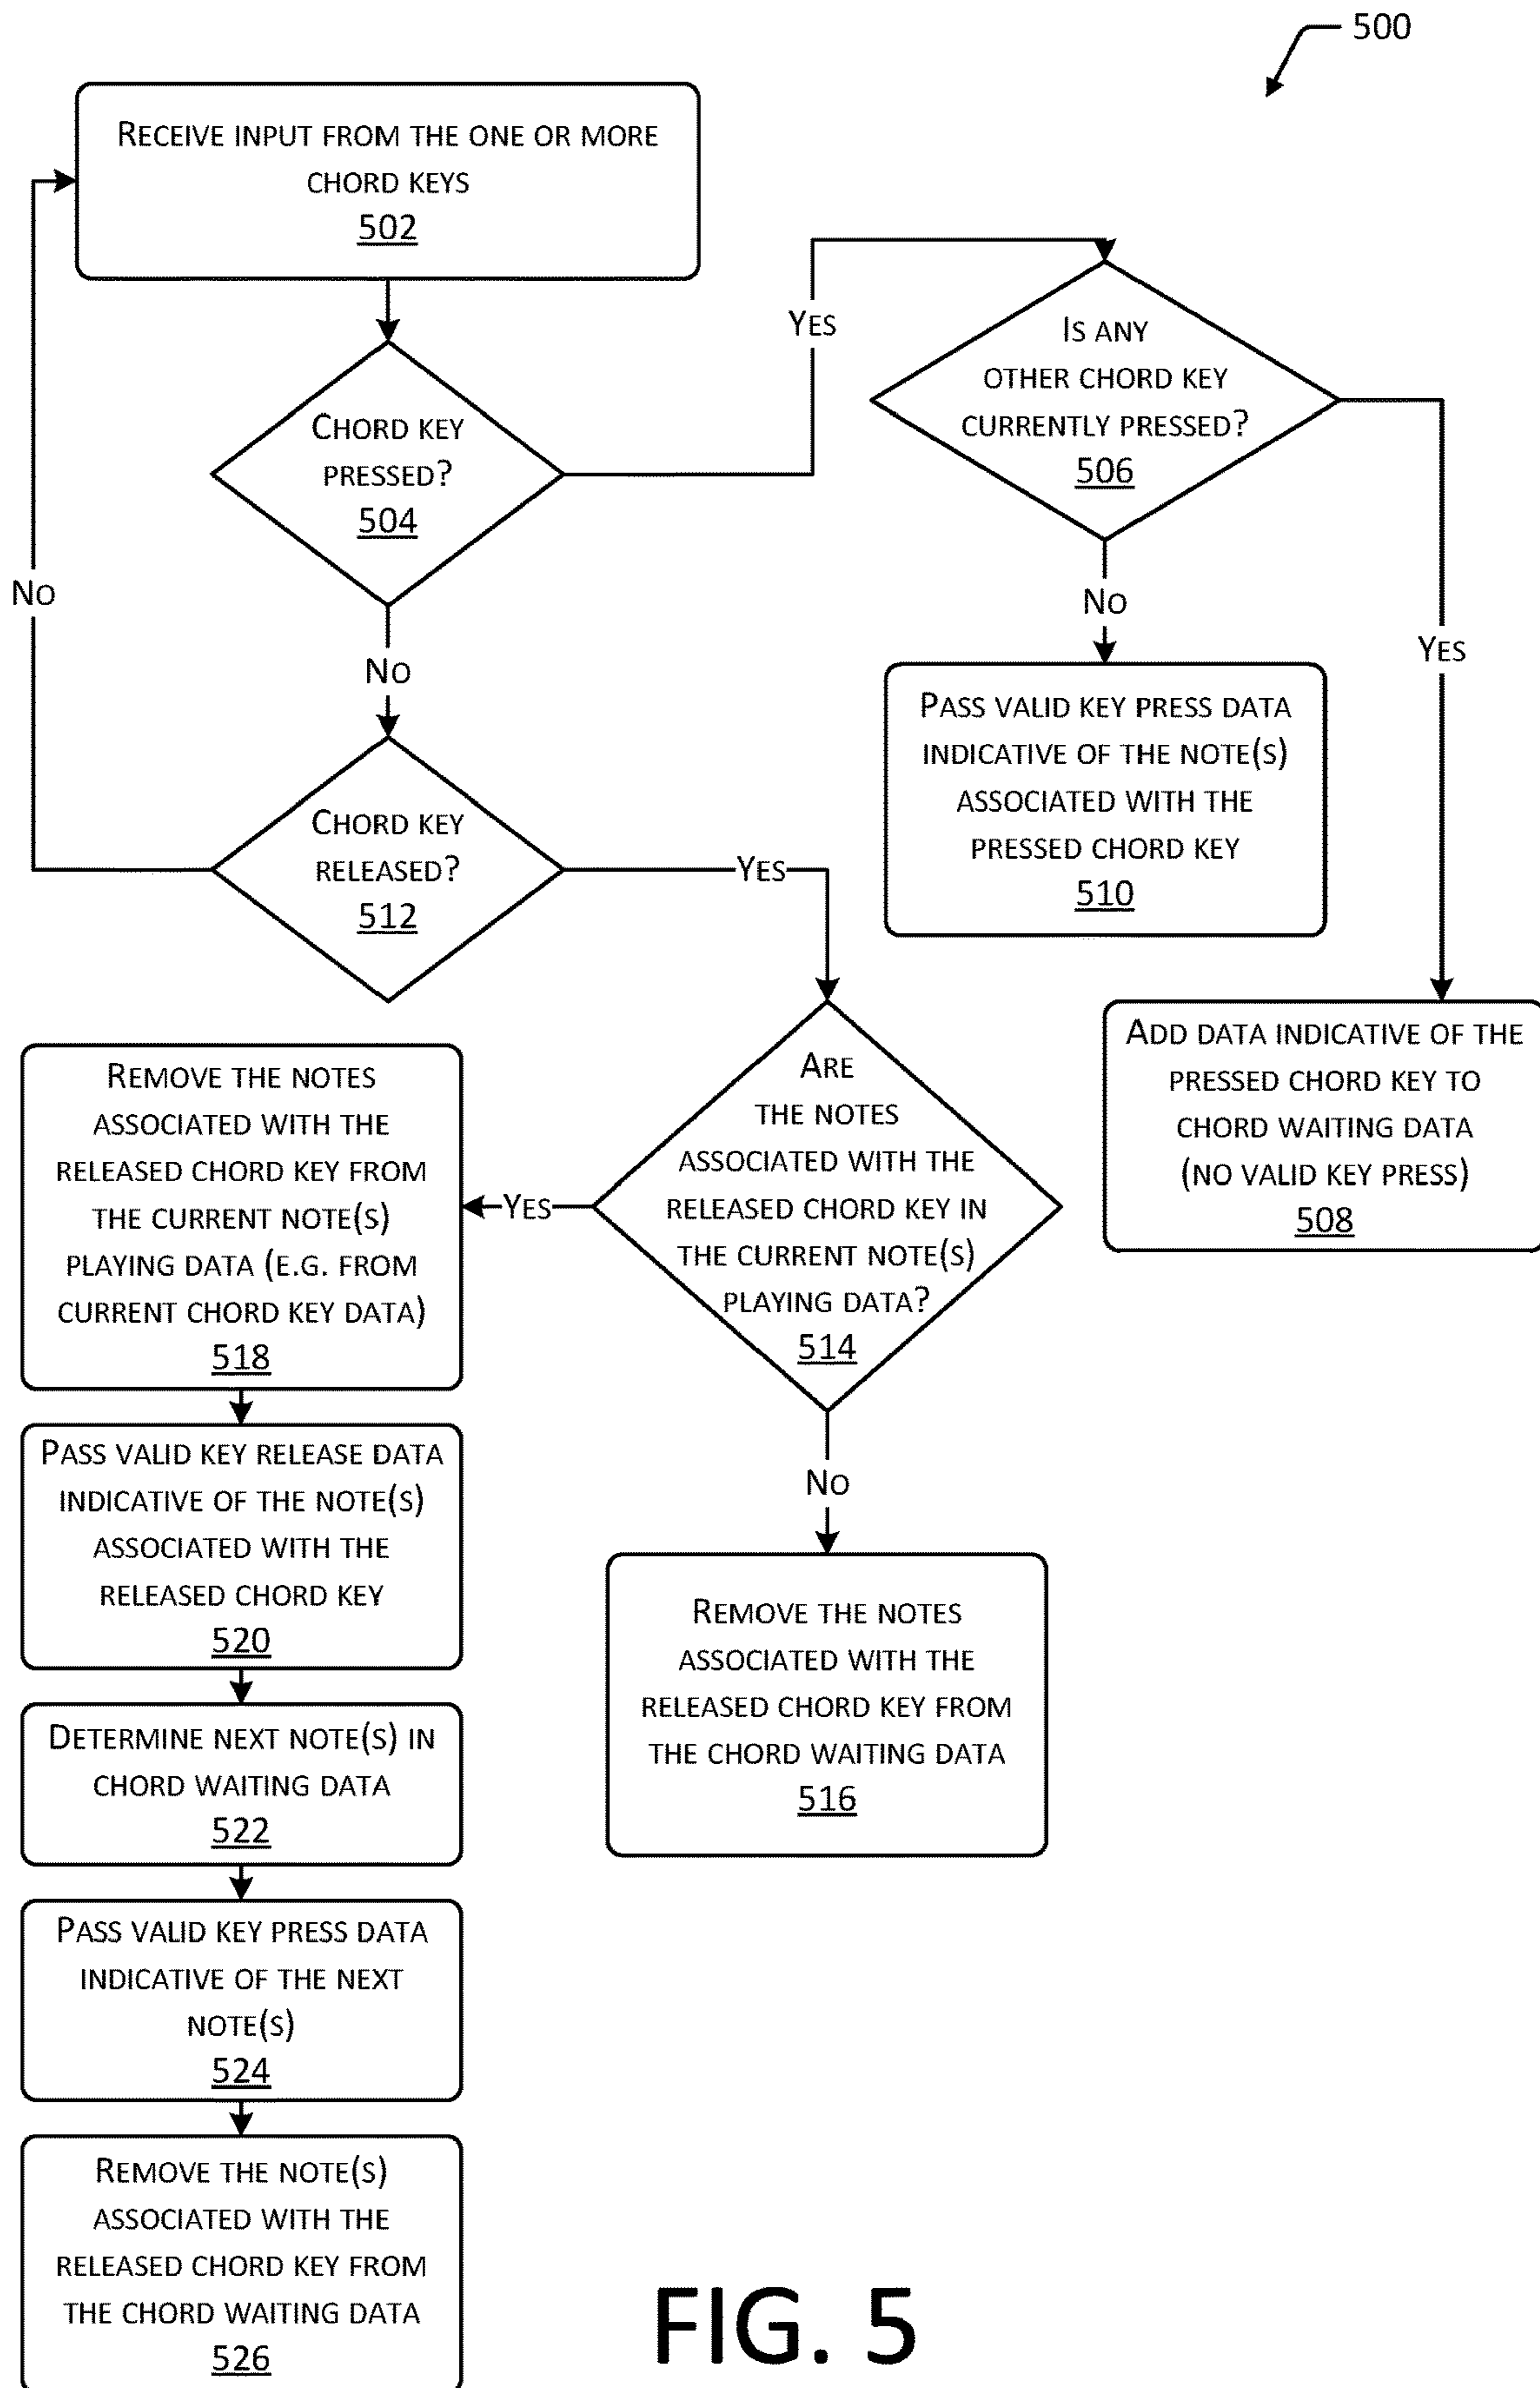 500
RECEIVE INPUT FROM THE ONE OR MORE
CHORD KEYS
502
YES
IS ANY
OTHER CHORD KEY
CURRENTLY PRESSED?
506
CHORD KEY
PRESSED?
504
NO
NO
YES
NO
PASS VALID KEY PRESS DATA
INDICATIVE OF THE NOTE(S)
ASSOCIATED WITH THE
PRESSED CHORD KEY
510
CHORD KEY
RELEASED?
512
YES
ADD DATA INDICATIVE OF THE
PRESSED CHORD KEY TO
CHORD WAITING DATA
(NO VALID KEY PRESS)
508
ARE
THE NOTES
ASSOCIATED WITH THE
RELEASED CHORD KEY IN
THE CURRENT NOTE(S)
PLAYING DATA?
514
YES
REMOVE THE NOTES
ASSOCIATED WITH THE
RELEASED CHORD KEY FROM
THE CURRENT NOTE(S)
PLAYING DATA (E.G. FROM
CURRENT CHORD KEY DATA)
518
PASS VALID KEY RELEASE DATA
INDICATIVE OF THE NOTE(S)
ASSOCIATED WITH THE
RELEASED CHORD KEY
520
NO
REMOVE THE NOTES
ASSOCIATED WITH THE
RELEASED CHORD KEY FROM
THE CHORD WAITING DATA
516
DETERMINE NEXT NOTE(S) IN
CHORD WAITING DATA
522
PASS VALID KEY PRESS DATA
INDICATIVE OF THE NEXT
NOTE(S)
524
REMOVE THE NOTE(S)
ASSOCIATED WITH THE
RELEASED CHORD KEY FROM
THE CHORD WAITING DATA
526
FIG. 5